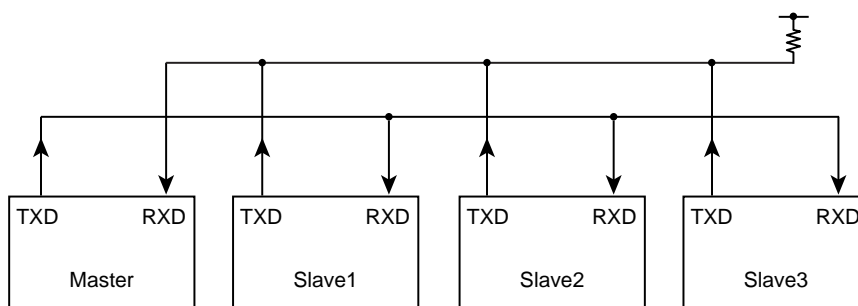 TXD RXD TXD RXD TXD RXD TXD RXD
Master Slave1 Slave2 Slave3